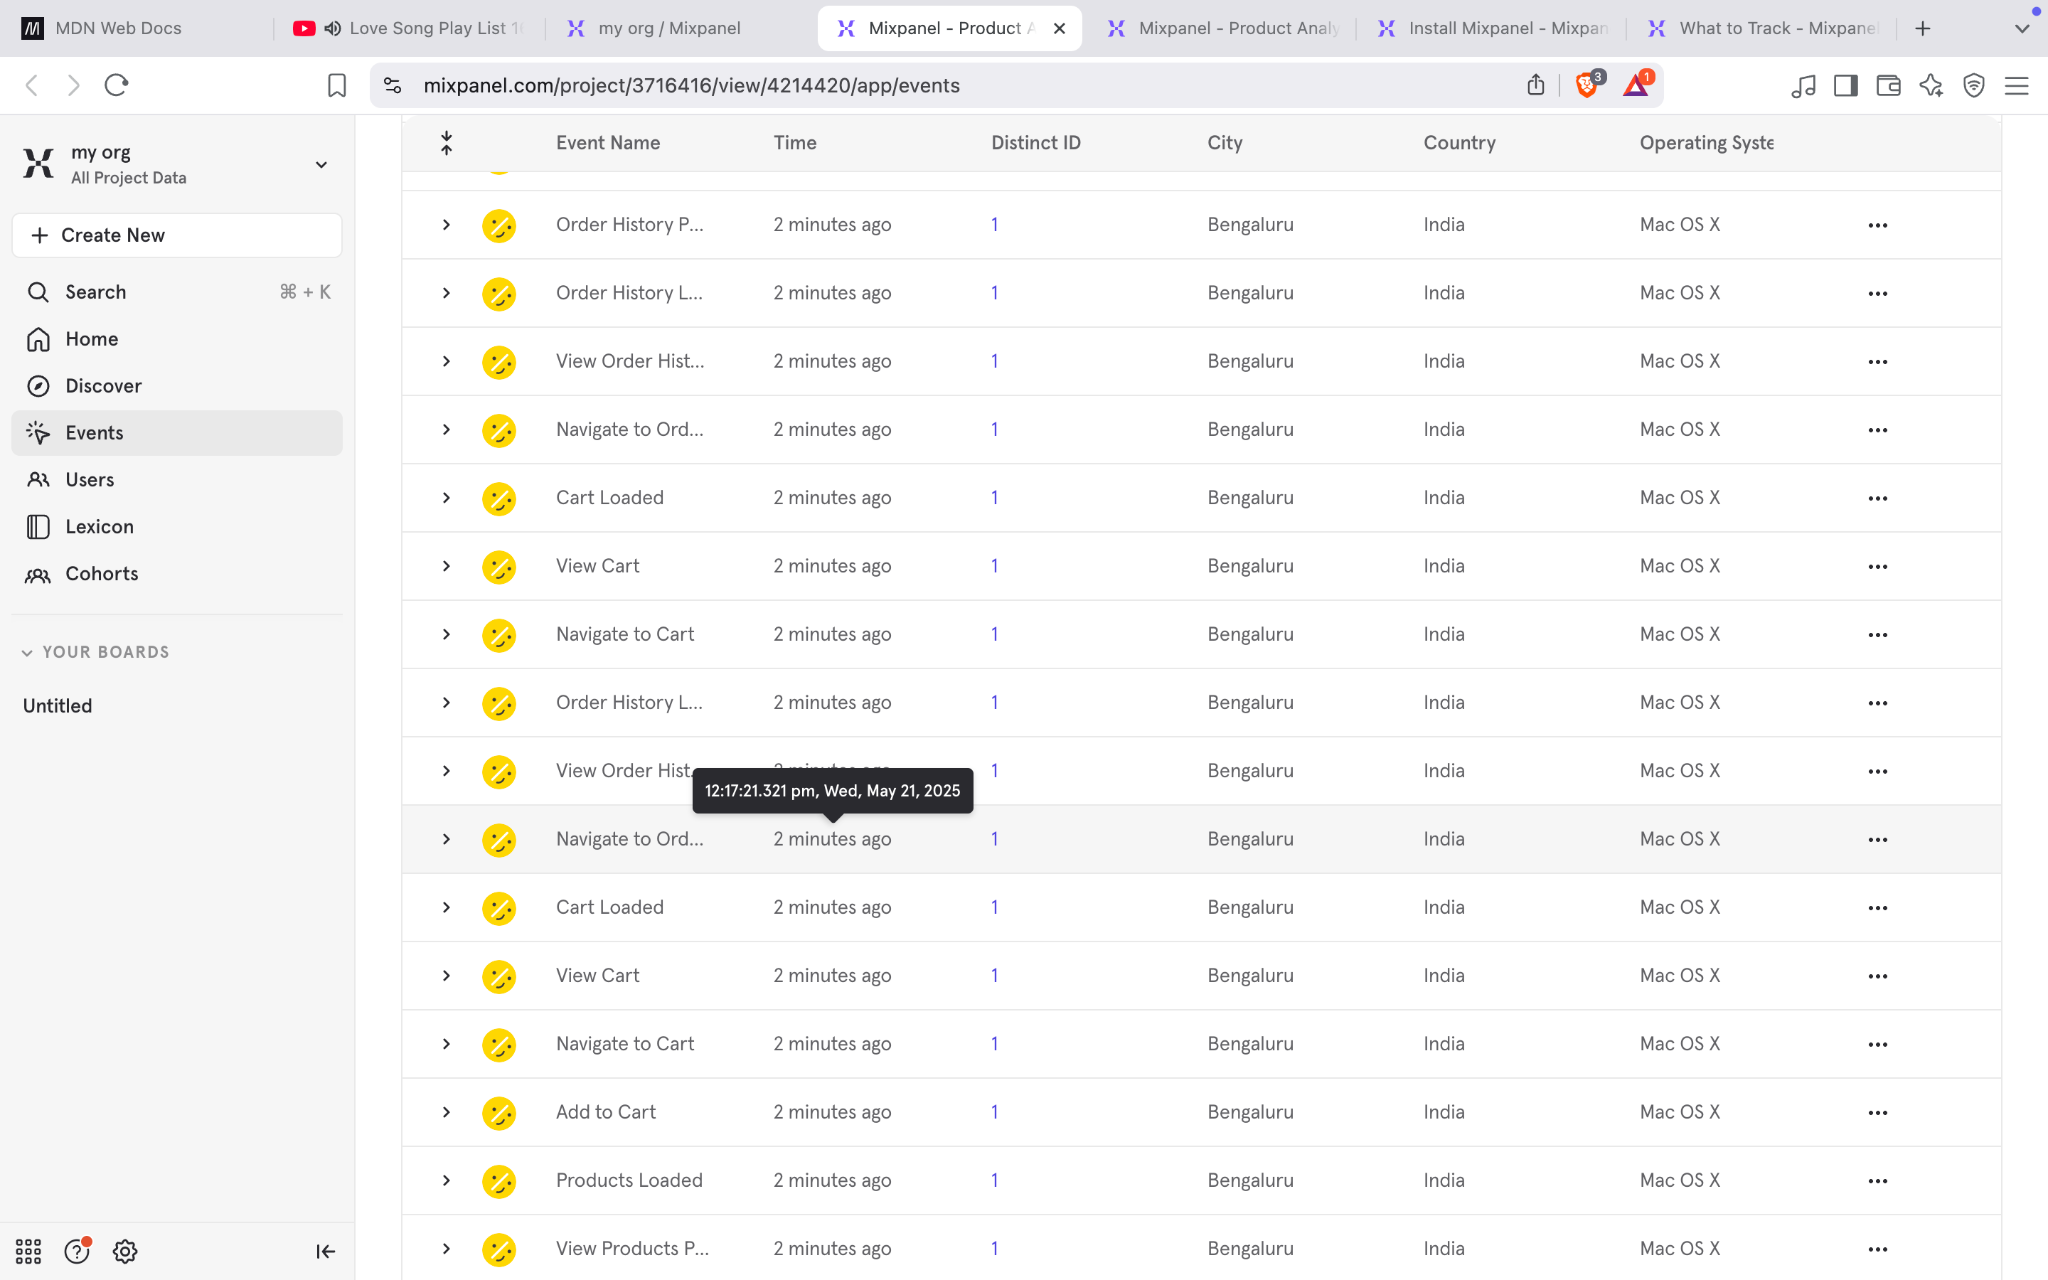 MDN Web Docs
Love Song Play List
my org / Mixpanel
Mixpanel - Product A
Mixpanel - Product Analy
Install Mixpanel - Mixpan
What to Track - Mixpanel
mixpanel.com/project/3716416/view/4214420/app/events
3
1
my org
All Project Data
Create New
Search ⌘ + K
Home
Discover
Events
Users
Lexicon
Cohorts
YOUR BOARDS
Untitled
Event Name Time Distinct ID City Country Operating Syste
Order History P... 2 minutes ago 1 Bengaluru India Mac OS X
Order History L... 2 minutes ago 1 Bengaluru India Mac OS X
View Order Hist... 2 minutes ago 1 Bengaluru India Mac OS X
Navigate to Ord... 2 minutes ago 1 Bengaluru India Mac OS X
Cart Loaded 2 minutes ago 1 Bengaluru India Mac OS X
View Cart 2 minutes ago 1 Bengaluru India Mac OS X
Navigate to Cart 2 minutes ago 1 Bengaluru India Mac OS X
Order History L... 2 minutes ago 1 Bengaluru India Mac OS X
View Order Hist. 1 Bengaluru India Mac OS X
12:17:21.321 pm, Wed, May 21, 2025
Navigate to Ord... 2 minutes ago 1 Bengaluru India Mac OS X
Cart Loaded 2 minutes ago 1 Bengaluru India Mac OS X
View Cart 2 minutes ago 1 Bengaluru India Mac OS X
Navigate to Cart 2 minutes ago 1 Bengaluru India Mac OS X
Add to Cart 2 minutes ago 1 Bengaluru India Mac OS X
Products Loaded 2 minutes ago 1 Bengaluru India Mac OS X
View Products P... 2 minutes ago 1 Bengaluru India Mac OS X